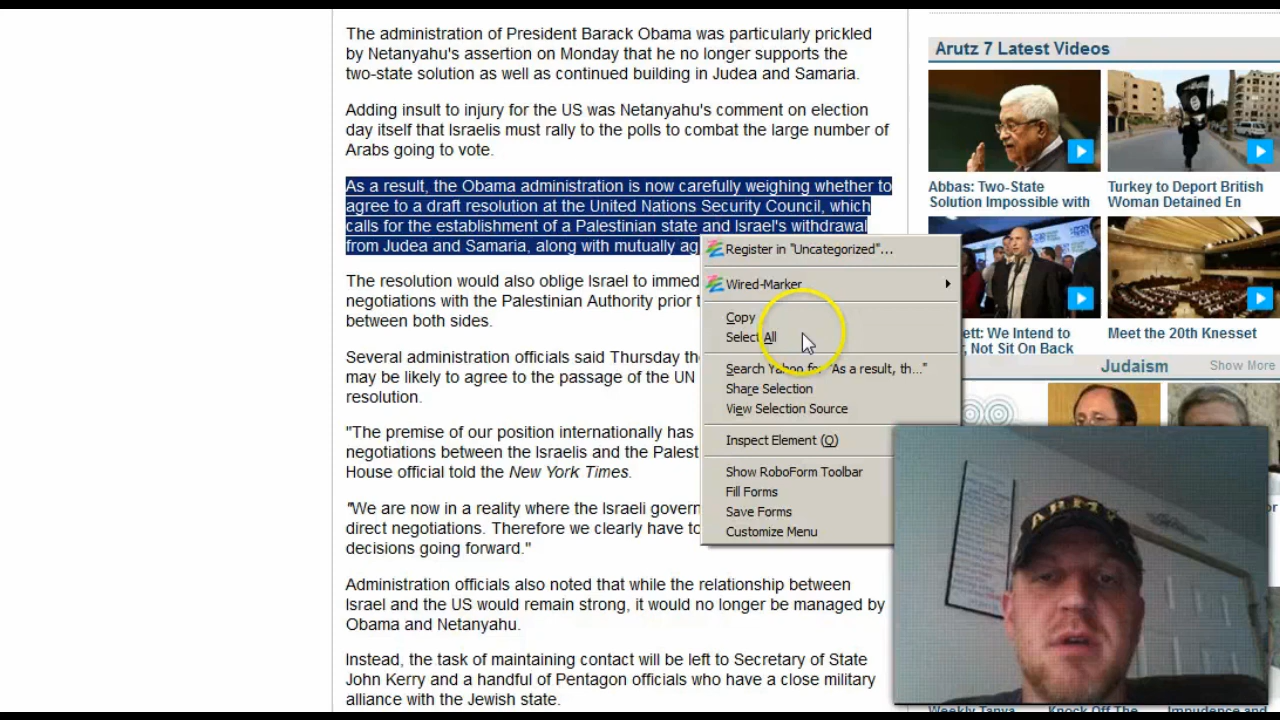 The administration of President Barack Obama was particularly prickled
by Netanyahu's assertion on Monday that he no longer supports the
two-state solution as well as continued building in Judea and Samaria.
Adding insult to injury for the US was Netanyahu's comment on election
day itself that Israelis must rally to the polls to combat the large number of
Arabs going to vote.
As a result, the Obama administration is now carefully weighing whether to
agree to a draft resolution at the United Nations Security Council, which
calls for the establishment of a Palestinian state and Israel's withdrawal
from Judea and Samaria, along with mutually ag
The resolution would also oblige Israel to immed
negotiations with the Palestinian Authority prior t
between both sides.
Several administration officials said Thursday the
may be likely to agree to the passage of the UN
resolution.
"The premise of our position internationally has
negotiations between the Israelis and the Palest
House official told the New York Times.
"We are now in a reality where the Israeli govern
direct negotiations. Therefore we clearly have to
decisions going forward."
Administration officials also noted that while the relationship between
Israel and the US would remain strong, it would no longer be managed by
Obama and Netanyahu.
Instead, the task of maintaining contact will be left to Secretary of State
John Kerry and a handful of Pentagon officials who have a close military
alliance with the Jewish state.
Register in "Uncategorized"...
Wired-Marker
Copy
Select All
Search Yahoo for "As a result, th..."
Share Selection
View Selection Source
Inspect Element (Q)
Show RoboForm Toolbar
Fill Forms
Save Forms
Customize Menu
Arutz 7 Latest Videos
Abbas: Two-State
Solution Impossible with
Turkey to Deport British
Woman Detained En
ett: We Intend to
, Not Sit On Back
Meet the 20th Knesset
Judaism
Show More
ARMY
Weekly Tanya
Knock Off The
Impudence and